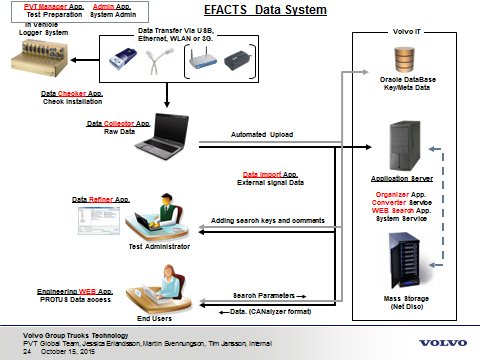 EFACTS Data System
PVT Manager App.
Test Preparation
Admin App.
System Admin
In Vehicle
Logger System
Data Transfer Via USB,
Ethernet, WLAN or 3G.
Volvo IT
Oracle DataBase
Key/Meta Data
Data Checker App.
Check Installation
Data Collector App.
Raw Data
Automated Upload
Data Import App.
External signal Data
Application Server
Organizer App.
Converter Service
WEB Search App.
System Service
Data Refiner App.
Adding search keys and comments
Test Administrator
Engineering WEB App.
PROTUS Data access
Search Parameters
Data. (CANalyzer format)
End Users
Mass Storage
(Net Disc)
Volvo Group Trucks Technology
PVT Global Team, Jessica Erlandsson, Martin Svenrungson, Tim Jansson, Internal
24 October 15, 2015
VOLVO